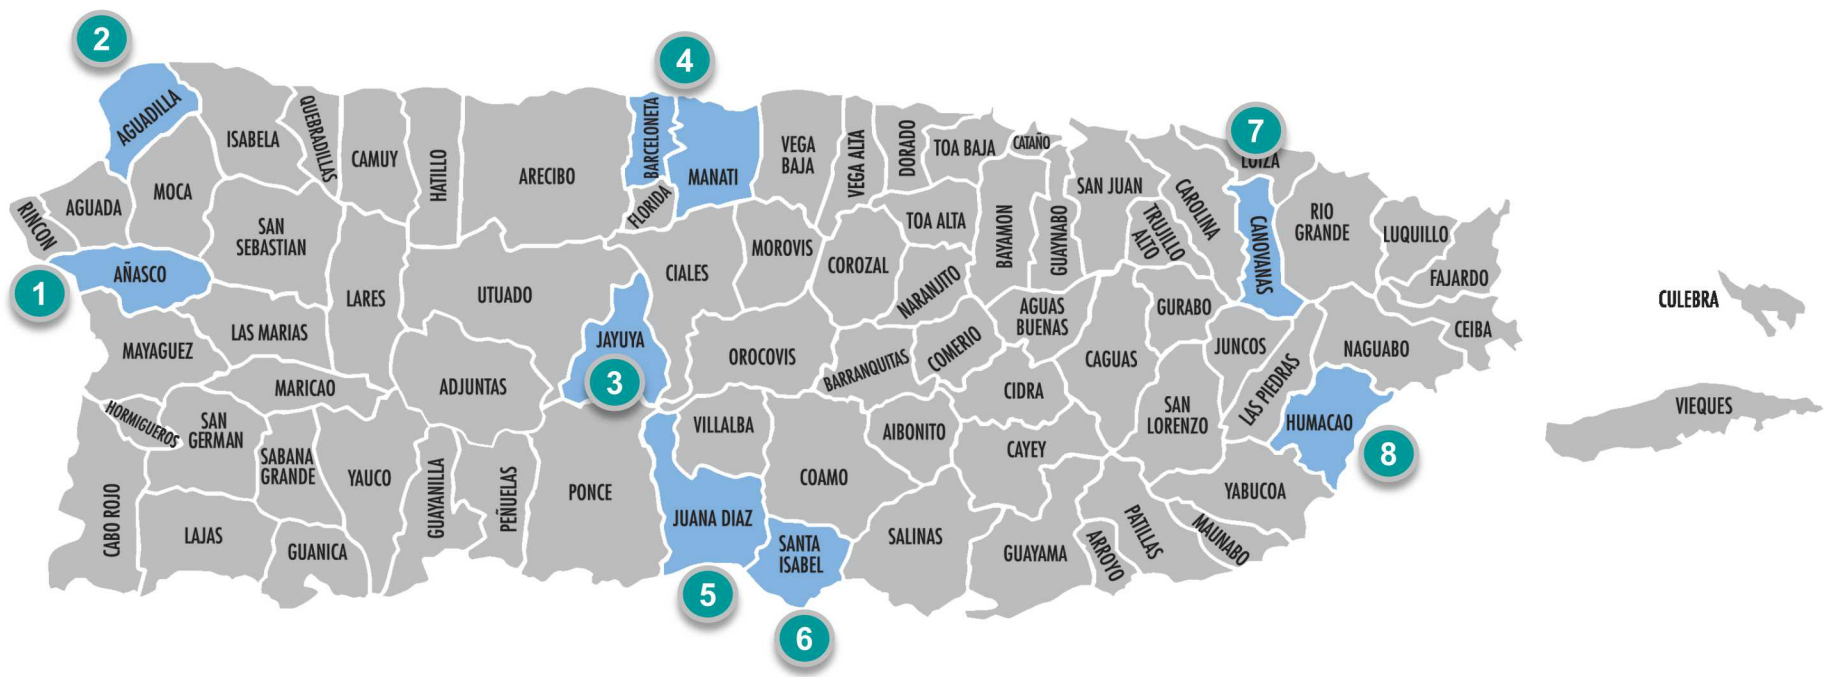 2
4
7
AGUADILLA
ISABELA
QUEBRADILLAS
CAMUY
HATILLO
ARECIBO
BARCELONETA
MANATI
FLORIDA
VEGA
BAJA
VEGA ALTA
DORADO
TOA BAJA
CATAÑO
LOIZA
SAN JUAN
CAROLINA
TRUJILLO
ALTO
CANOVANAS
RIO
GRANDE
LUQUILLO
FAJARDO
CEIBA
CULEBRA
VIEQUES
RINCON
AGUADA
MOCA
SAN
SEBASTIAN
LARES
UTUADO
CIALES
MOROVIS
COROZAL
TOA ALTA
NARANJITO
BAYAMON
GUAYNABO
1
AÑASCO
MAYAGUEZ
LAS MARIAS
MARICAO
ADJUNTAS
JAYUYA
3
OROCOVIS
BARRANQUITAS
COMERIO
AGUAS
BUENAS
CAGUAS
GURABO
JUNCOS
LAS PIEDRAS
NAGUABO
HUMACAO
8
HORMIGUEROS
SAN
GERMAN
SABANA
GRANDE
YAUCO
GUAYANILLA
PEÑUELAS
PONCE
VILLALBA
COAMO
AIBONITO
CIDRA
CAYEY
SAN
LORENZO
YABUCOA
CABO ROJO
LAJAS
GUANICA
JUANA DIAZ
5
SANTA
ISABEL
6
SALINAS
GUAYAMA
ARROYO
PATILLAS
MAUNABO